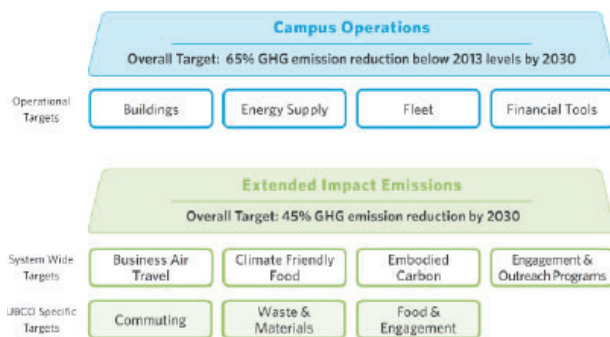 Campus Operations
Overall Target: 65% GHG emission reduction below 2013 levels by 2030
Operational
Targets
Buildings
Energy Supply
Fleet
Financial Tools
Extended Impact Emissions
Overall Target: 45% GHG emission reduction by 2030
System Wide
Targets
Business Air
Travel
Climate Friendly
Food
Embodied
Carbon
Engagement &
Outreach Programs
UBCO Specific
Targets
Commuting
Waste &
Materials
Food &
Engagement